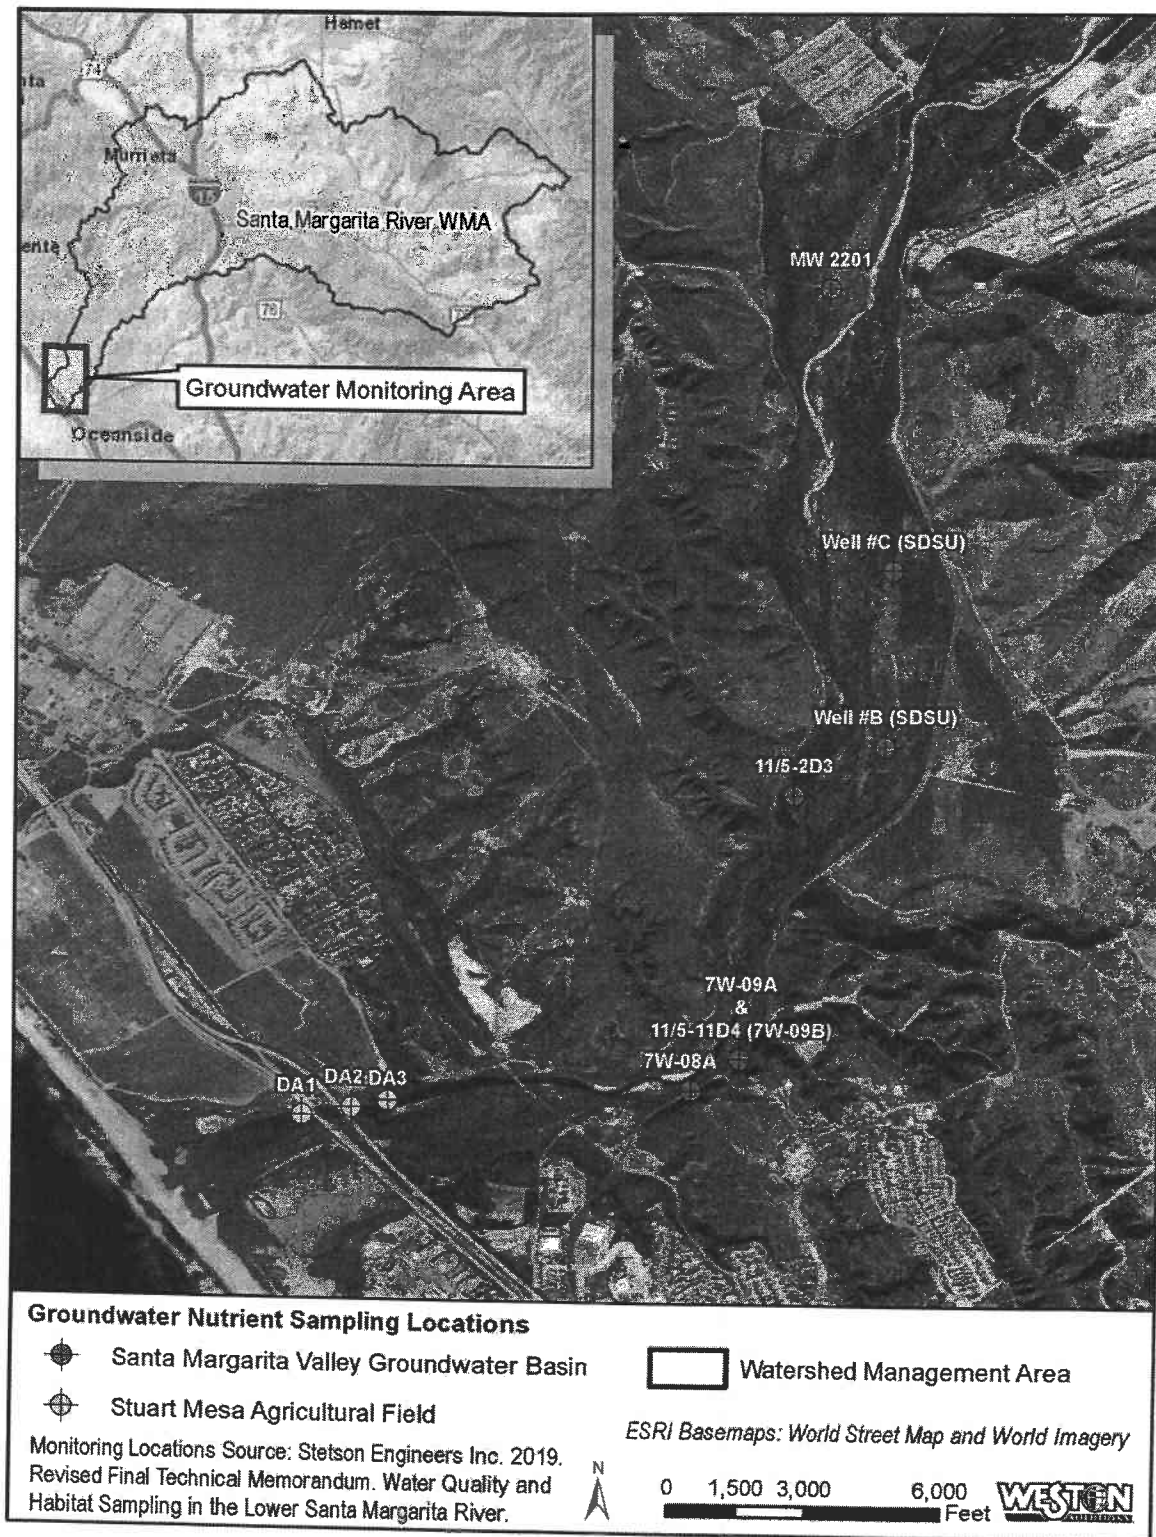 Hemet
74
Murrieta
Santa Margarita River WMA
76
Groundwater Monitoring Area
Oceanside
MW 2201
Well #C (SDSU)
Well #B (SDSU)
11/5-2D3
7W-09A
&
11/5-11D4 (7W-09B)
7W-08A
DA1
DA2
DA3
Groundwater Nutrient Sampling Locations
Santa Margarita Valley Groundwater Basin
Watershed Management Area
Stuart Mesa Agricultural Field
ESRI Basemaps: World Street Map and World Imagery
Monitoring Locations Source: Stetson Engineers Inc. 2019.
Revised Final Technical Memorandum. Water Quality and
Habitat Sampling in the Lower Santa Margarita River.
N
0 1,500 3,000 6,000
Feet
WESTON